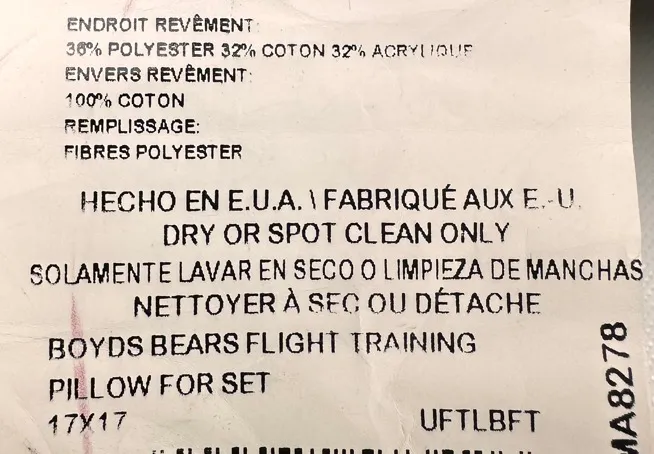 ENDROIT REVÊMENT:
36% POLYESTER 32% COTON 32% ACRYLIQUE
ENVERS REVÊMENT:
100% COTON
REMPLISSAGE:
FIBRES POLYESTER
HECHO EN E.U.A. \ FABRIQUÉ AUX E.-U.
DRY OR SPOT CLEAN ONLY
SOLAMENTE LAVAR EN SECO O LIMPIEZA DE MANCHAS
NETTOYER À SEC OU DÉTACHE
BOYDS BEARS FLIGHT TRAINING
PILLOW FOR SET
17X17 UFTLBFT
MA8278